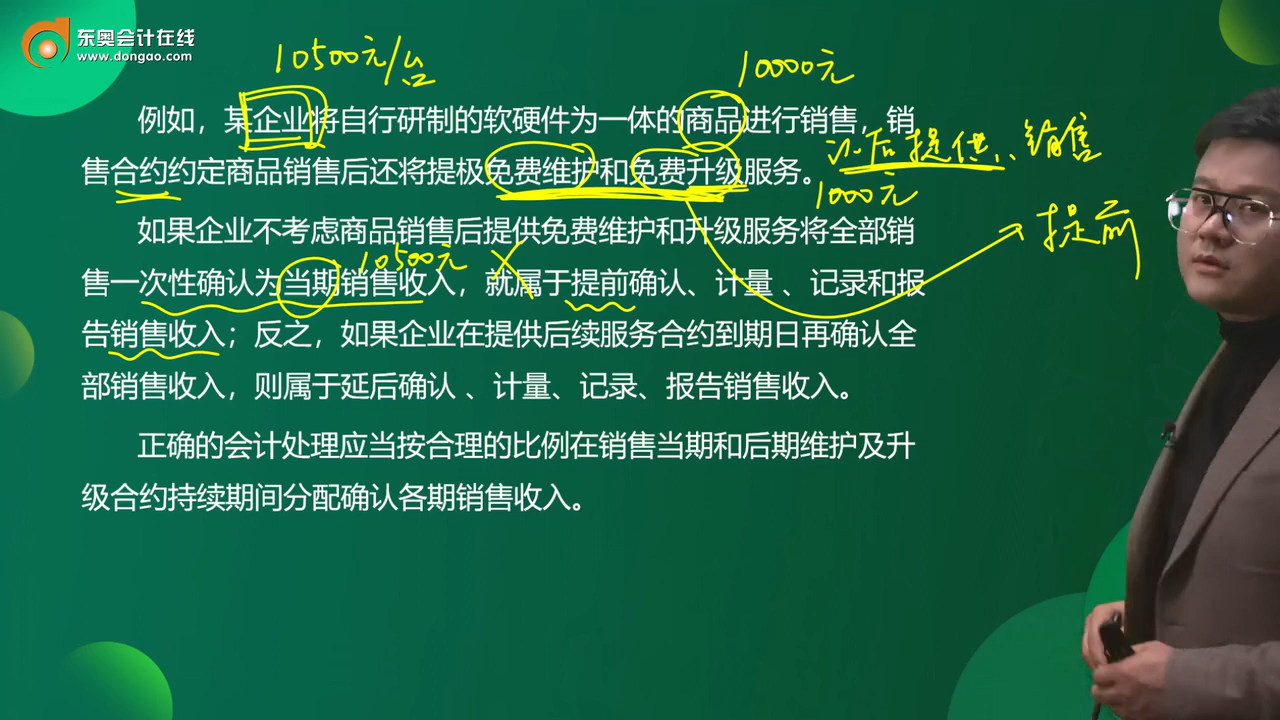 东奥会计在线
www.dongao.com
10500元/台
10000元
例如，某企业将自行研制的软硬件为一体的商品进行销售，销
售合约约定商品销售后还将提极免费维护和免费升级服务。
以后提供..销售
1000元
如果企业不考虑商品销售后提供免费维护和升级服务将全部销
提前
10500元
售一次性确认为当期销售收入，就属于提前确认、计量 、记录和报
告销售收入；反之，如果企业在提供后续服务合约到期日再确认全
部销售收入，则属于延后确认 、计量、记录、报告销售收入。
正确的会计处理应当按合理的比例在销售当期和后期维护及升
级合约持续期间分配确认各期销售收入。